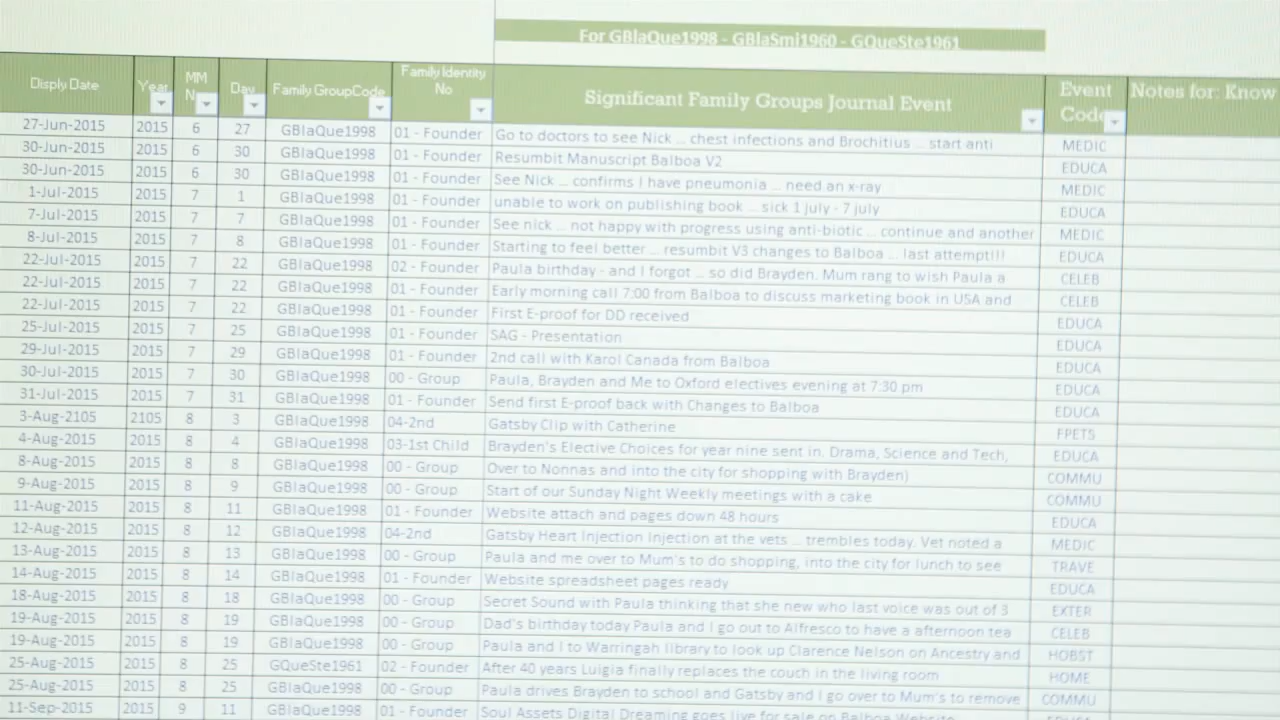 For GBlaQue1998 - GBlaSmi1960 - GQueSte1961
Disply Date Year MM N Day Family GroupCode Family Identity No Significant Family Groups Journal Event Event Code Notes for: Know
27-Jun-2015 2015 6 27 GBlaQue1998 01 - Founder Go to doctors to see Nick ... chest infections and Brochitius ... start anti MEDIC
30-Jun-2015 2015 6 30 GBlaQue1998 01 - Founder Resumbit Manuscript Balboa V2 EDUCA
30-Jun-2015 2015 6 30 GBlaQue1998 01 - Founder See Nick ... confirms I have pneumonia ... need an x-ray MEDIC
1-Jul-2015 2015 7 1 GBlaQue1998 01 - Founder unable to work on publishing book ... sick 1 july - 7 july EDUCA
7-Jul-2015 2015 7 7 GBlaQue1998 01 - Founder See nick ... not happy with progress using anti-biotic ... continue and another MEDIC
8-Jul-2015 2015 7 8 GBlaQue1998 01 - Founder Starting to feel better ... resumbit V3 changes to Balboa ... last attempt!!! EDUCA
22-Jul-2015 2015 7 22 GBlaQue1998 02 - Founder Paula birthday - and I forgot ... so did Brayden. Mum rang to wish Paula a CELEB
22-Jul-2015 2015 7 22 GBlaQue1998 01 - Founder Early morning call 7:00 from Balboa to discuss marketing book in USA and CELEB
22-Jul-2015 2015 7 22 GBlaQue1998 01 - Founder First E-proof for DD received EDUCA
25-Jul-2015 2015 7 25 GBlaQue1998 01 - Founder SAG - Presentation EDUCA
29-Jul-2015 2015 7 29 GBlaQue1998 01 - Founder 2nd call with Karol Canada from Balboa EDUCA
30-Jul-2015 2015 7 30 GBlaQue1998 00 - Group Paula, Brayden and Me to Oxford electives evening at 7:30 pm EDUCA
31-Jul-2015 2015 7 31 GBlaQue1998 01 - Founder Send first E-proof back with Changes to Balboa EDUCA
3-Aug-2105 2105 8 3 GBlaQue1998 04-2nd Gatsby Clip with Catherine FPETS
4-Aug-2015 2015 8 4 GBlaQue1998 03-1st Child Brayden's Elective Choices for year nine sent in. Drama, Science and Tech, EDUCA
8-Aug-2015 2015 8 8 GBlaQue1998 00 - Group Over to Nonnas and into the city for shopping with Brayden) COMMU
9-Aug-2015 2015 8 9 GBlaQue1998 00 - Group Start of our Sunday Night Weekly meetings with a cake COMMU
11-Aug-2015 2015 8 11 GBlaQue1998 01 - Founder Website attach and pages down 48 hours EDUCA
12-Aug-2015 2015 8 12 GBlaQue1998 04-2nd Gatsby Heart Injection Injection at the vets ... trembles today. Vet noted a MEDIC
13-Aug-2015 2015 8 13 GBlaQue1998 00 - Group Paula and me over to Mum's to do shopping, into the city for lunch to see TRAVE
14-Aug-2015 2015 8 14 GBlaQue1998 01 - Founder Website spreadsheet pages ready EDUCA
18-Aug-2015 2015 8 18 GBlaQue1998 00 - Group Secret Sound with Paula thinking that she new who last voice was out of 3 EXTER
19-Aug-2015 2015 8 19 GBlaQue1998 00 - Group Dad's birthday today Paula and I go out to Alfresco to have a afternoon tea CELEB
19-Aug-2015 2015 8 19 GBlaQue1998 00 - Group Paula and I to Warringah library to look up Clarence Nelson on Ancestry and HOBST
25-Aug-2015 2015 8 25 GQueSte1961 02 - Founder After 40 years Luigia finally replaces the couch in the living room HOME
25-Aug-2015 2015 8 25 GBlaQue1998 00 - Group Paula drives Brayden to school and Gatsby and I go over to Mum's to remove COMMU
11-Sep-2015 2015 9 11 GBlaQue1998 01 - Founder Soul Assets Digital Dreaming goes live for sale on Balboa Website